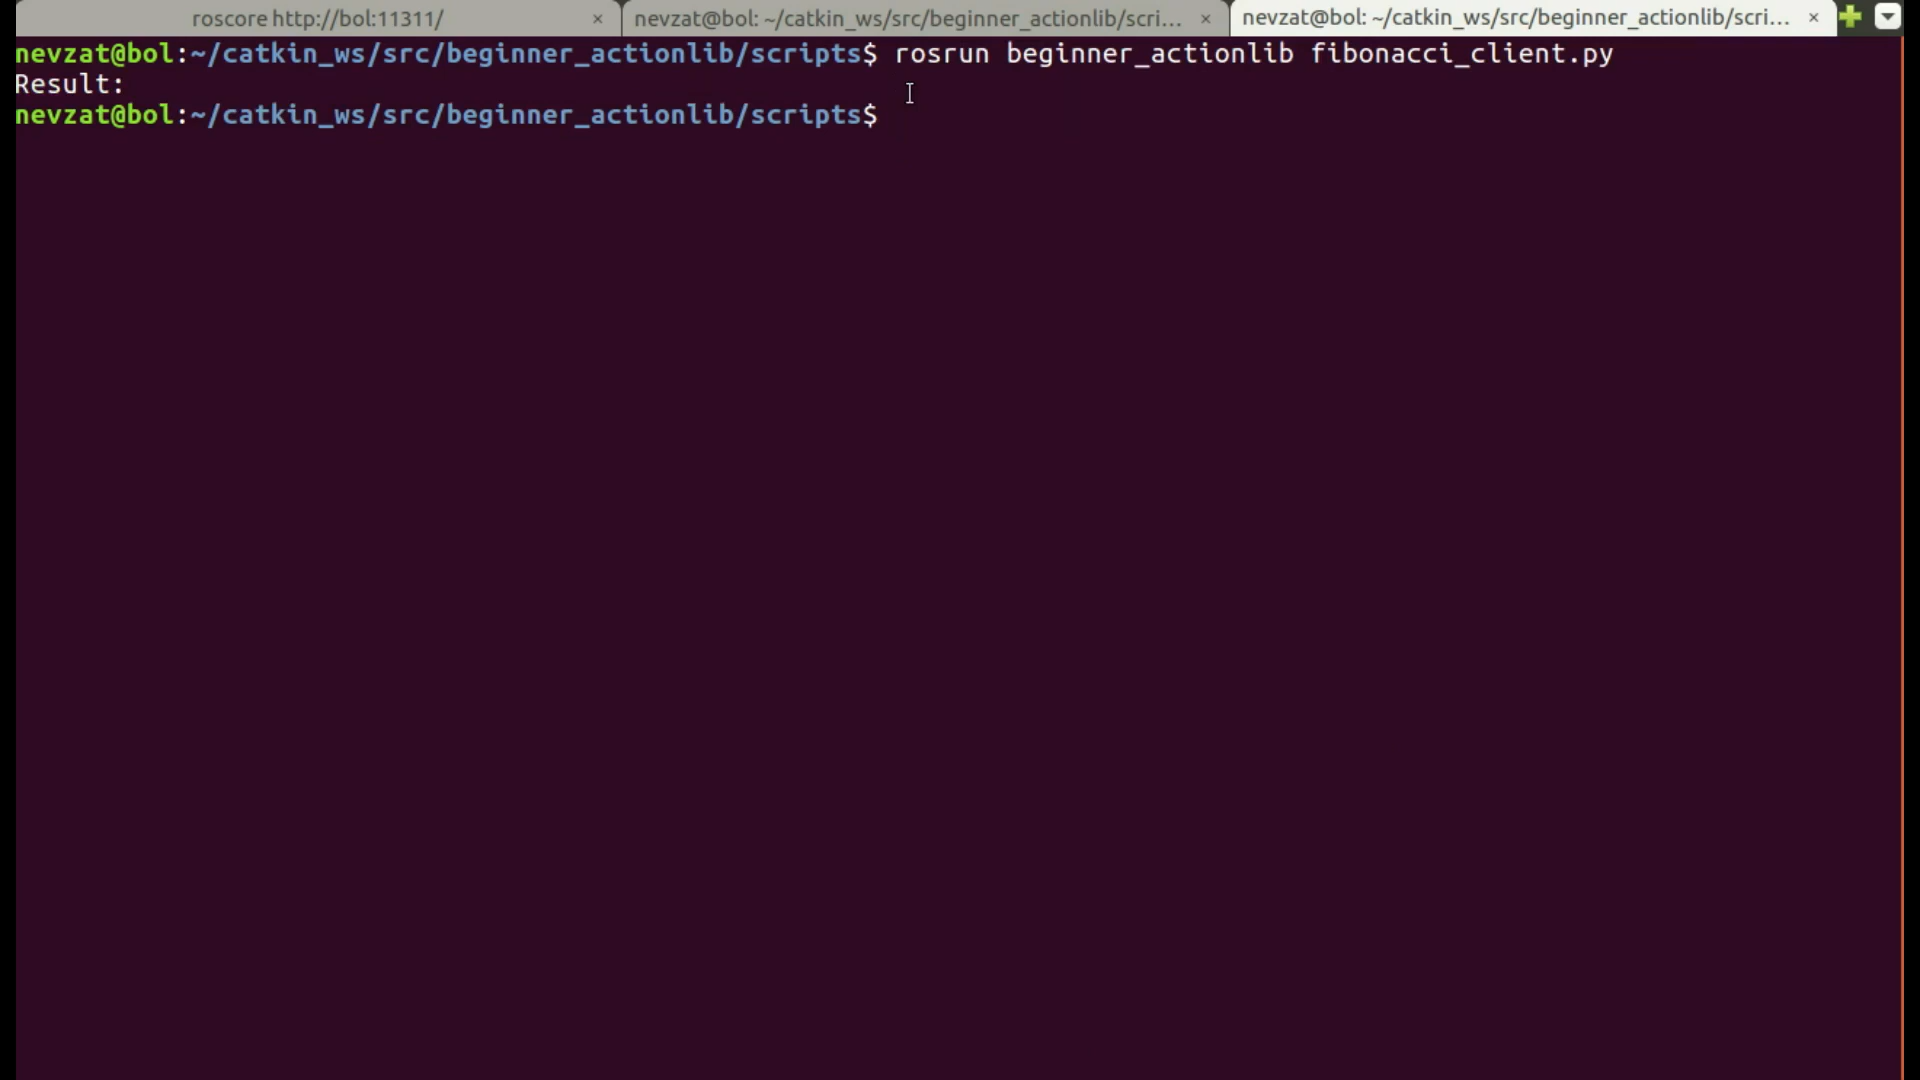 roscore http://bol:11311/ × nevzat@bol: ~/catkin_ws/src/beginner_actionlib/scri... × nevzat@bol: ~/catkin_ws/src/beginner_actionlib/scri... ×
nevzat@bol:~/catkin_ws/src/beginner_actionlib/scripts$ rosrun beginner_actionlib fibonacci_client.py
Result:
nevzat@bol:~/catkin_ws/src/beginner_actionlib/scripts$